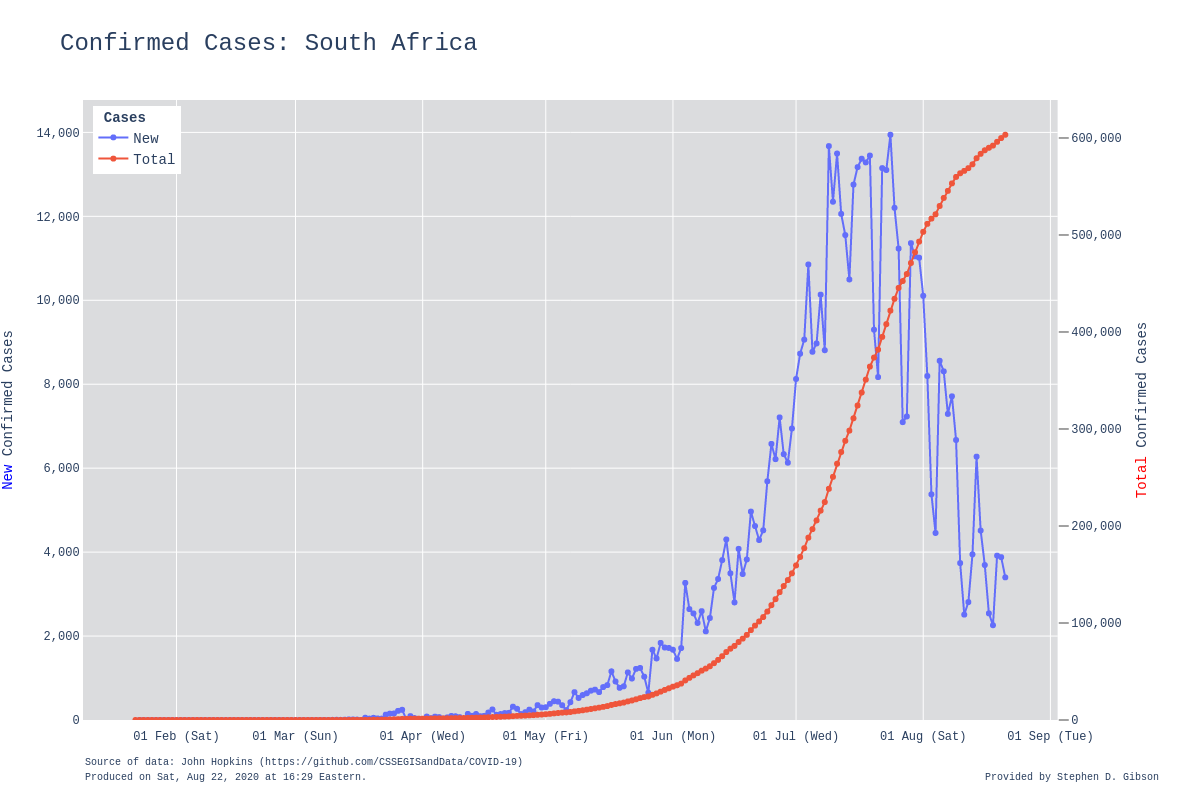 Confirmed Cases: South Africa
Cases
New
Total
14,000
12,000
10,000
8,000
6,000
4,000
2,000
0
New Confirmed Cases
600,000
500,000
400,000
300,000
200,000
100,000
0
Total Confirmed Cases
01 Feb (Sat) 01 Mar (Sun) 01 Apr (Wed) 01 May (Fri) 01 Jun (Mon) 01 Jul (Wed) 01 Aug (Sat) 01 Sep (Tue)
Source of data: John Hopkins (https://github.com/CSSEGISandData/COVID-19)
Produced on Sat, Aug 22, 2020 at 16:29 Eastern.
Provided by Stephen D. Gibson